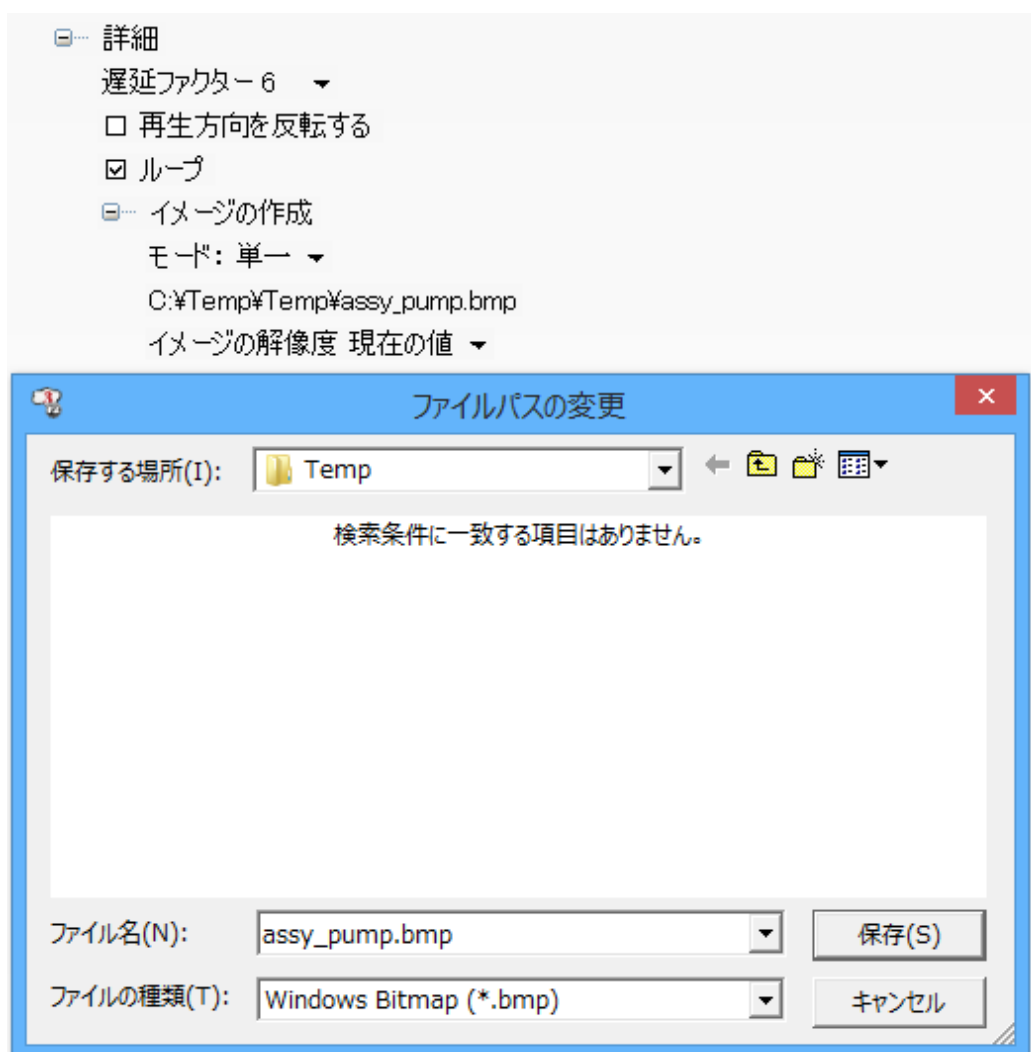 詳細
遅延ファクター 6
再生方向を反転する
ループ
イメージの作成
モード: 単一
C:¥Temp¥Temp¥assy_pump.bmp
イメージの解像度 現在の値
ファイルパスの変更
保存する場所(I): Temp
検索条件に一致する項目はありません。
ファイル名(N): assy_pump.bmp 保存(S)
ファイルの種類(T): Windows Bitmap (*.bmp) キャンセル